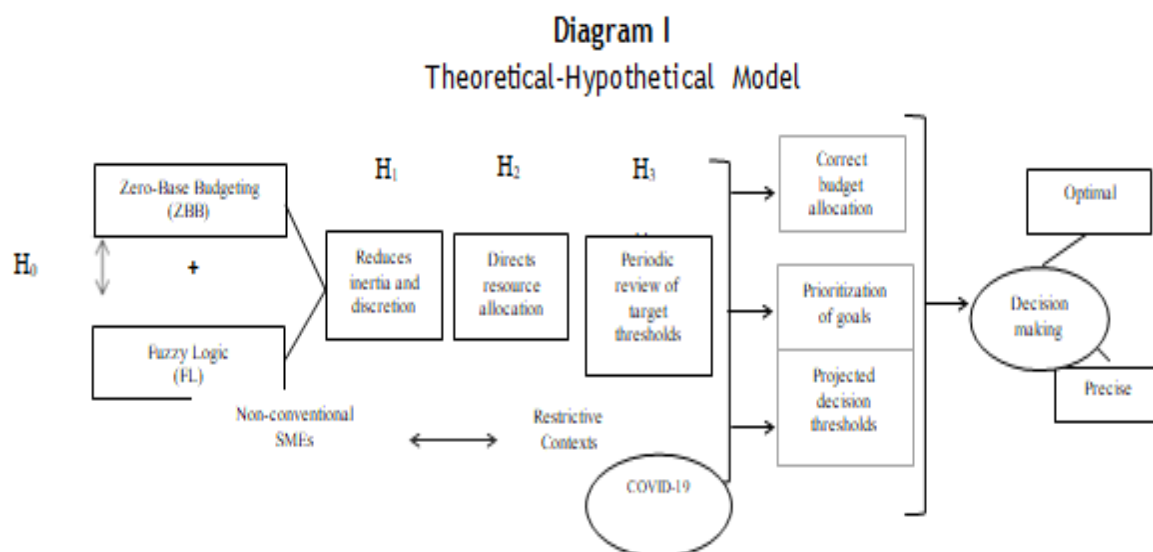 Diagram I
Theoretical-Hypothetical Model
H₀
Zero-Base Budgeting
(ZBB)
+
Fuzzy Logic
(FL)
H₁
H₂
H₃
Reduces
inertia and
discretion
Directs
resource
allocation
Periodic
review of
target
thresholds
Non-conventional
SMEs
Restrictive
Contexts
COVID-19
Correct
budget
allocation
Prioritization
of goals
Projected
decision
thresholds
Optimal
Decision
making
Precise